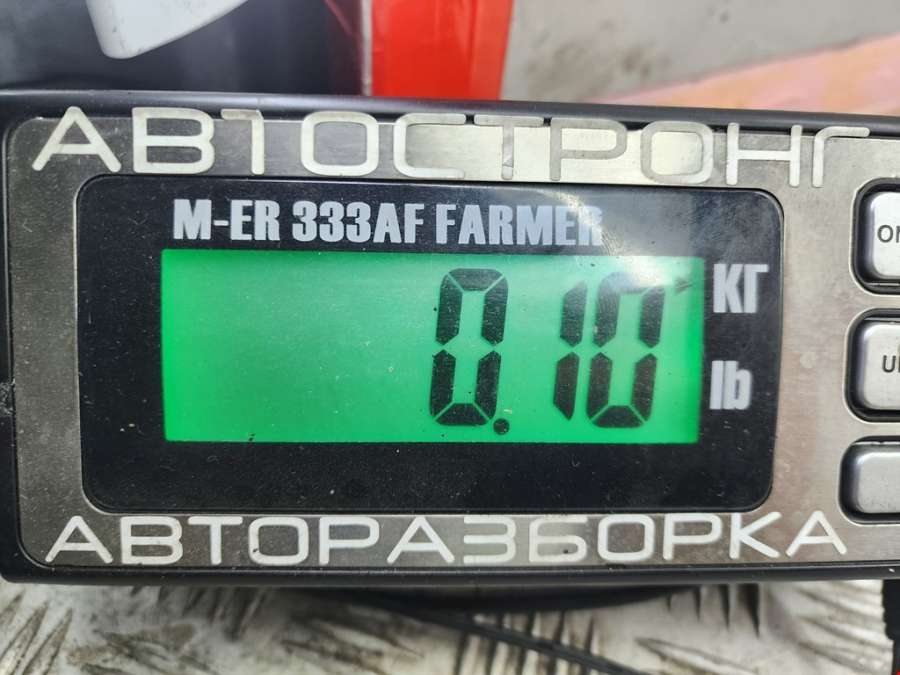 АВТОСТРОНГ
M-ER 333AF FARMER
0.10
КГ
lb
АВТОРАЗБОРКА